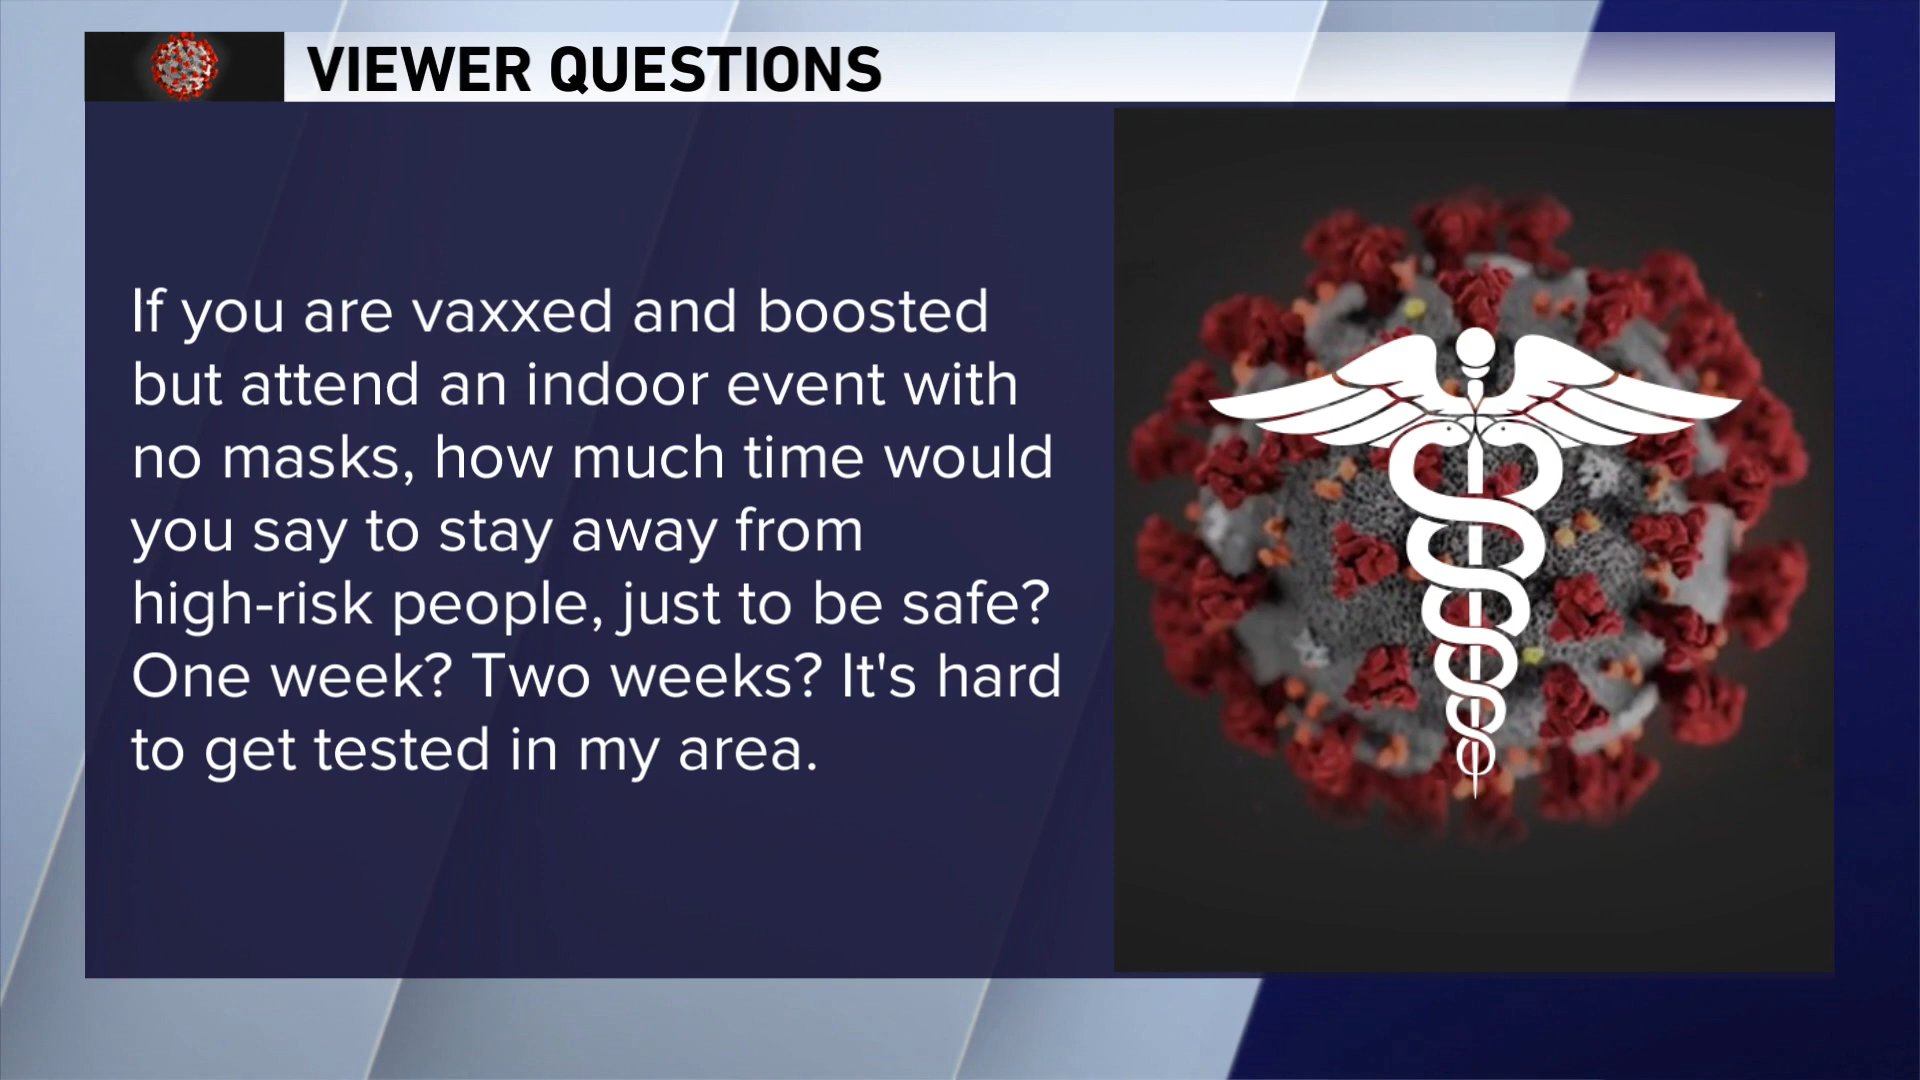 VIEWER QUESTIONS
If you are vaxxed and boosted
but attend an indoor event with
no masks, how much time would
you say to stay away from
high-risk people, just to be safe?
One week? Two weeks? It's hard
to get tested in my area.